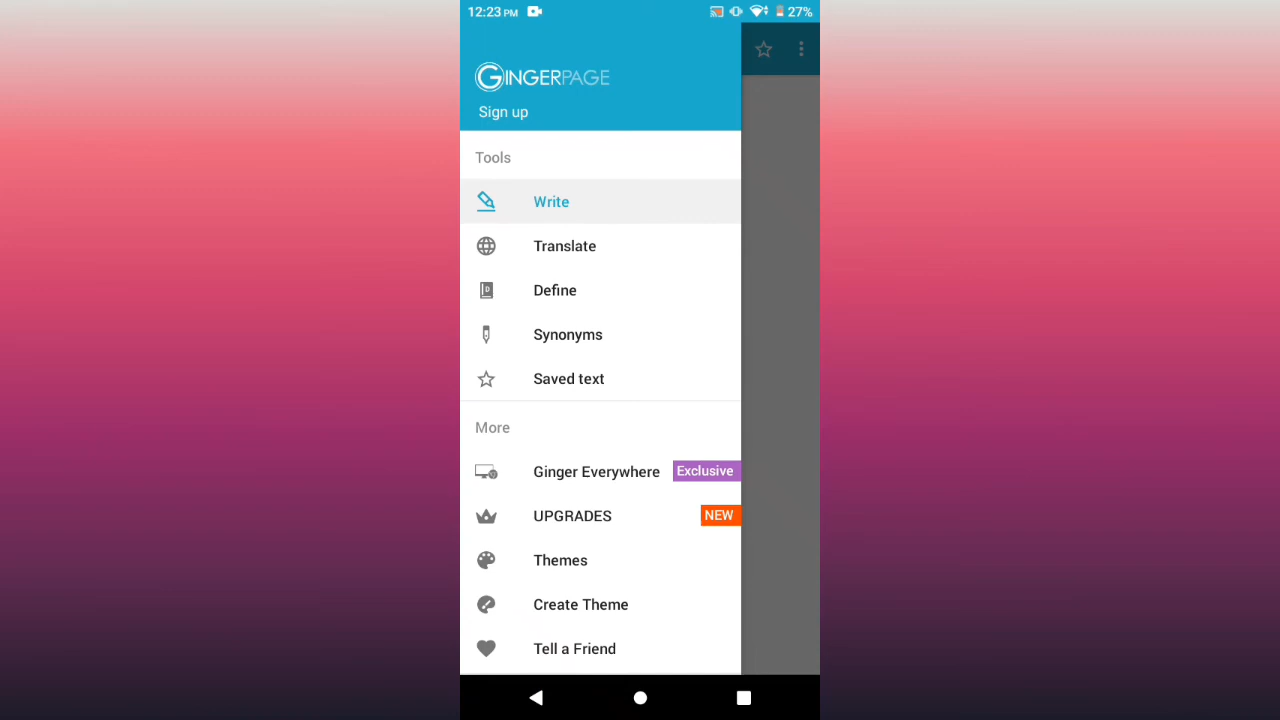 12:23 PM 27%
GINGERPAGE
Sign up
Tools
Write
Translate
Define
Synonyms
Saved text
More
Ginger Everywhere Exclusive
UPGRADES NEW
Themes
Create Theme
Tell a Friend